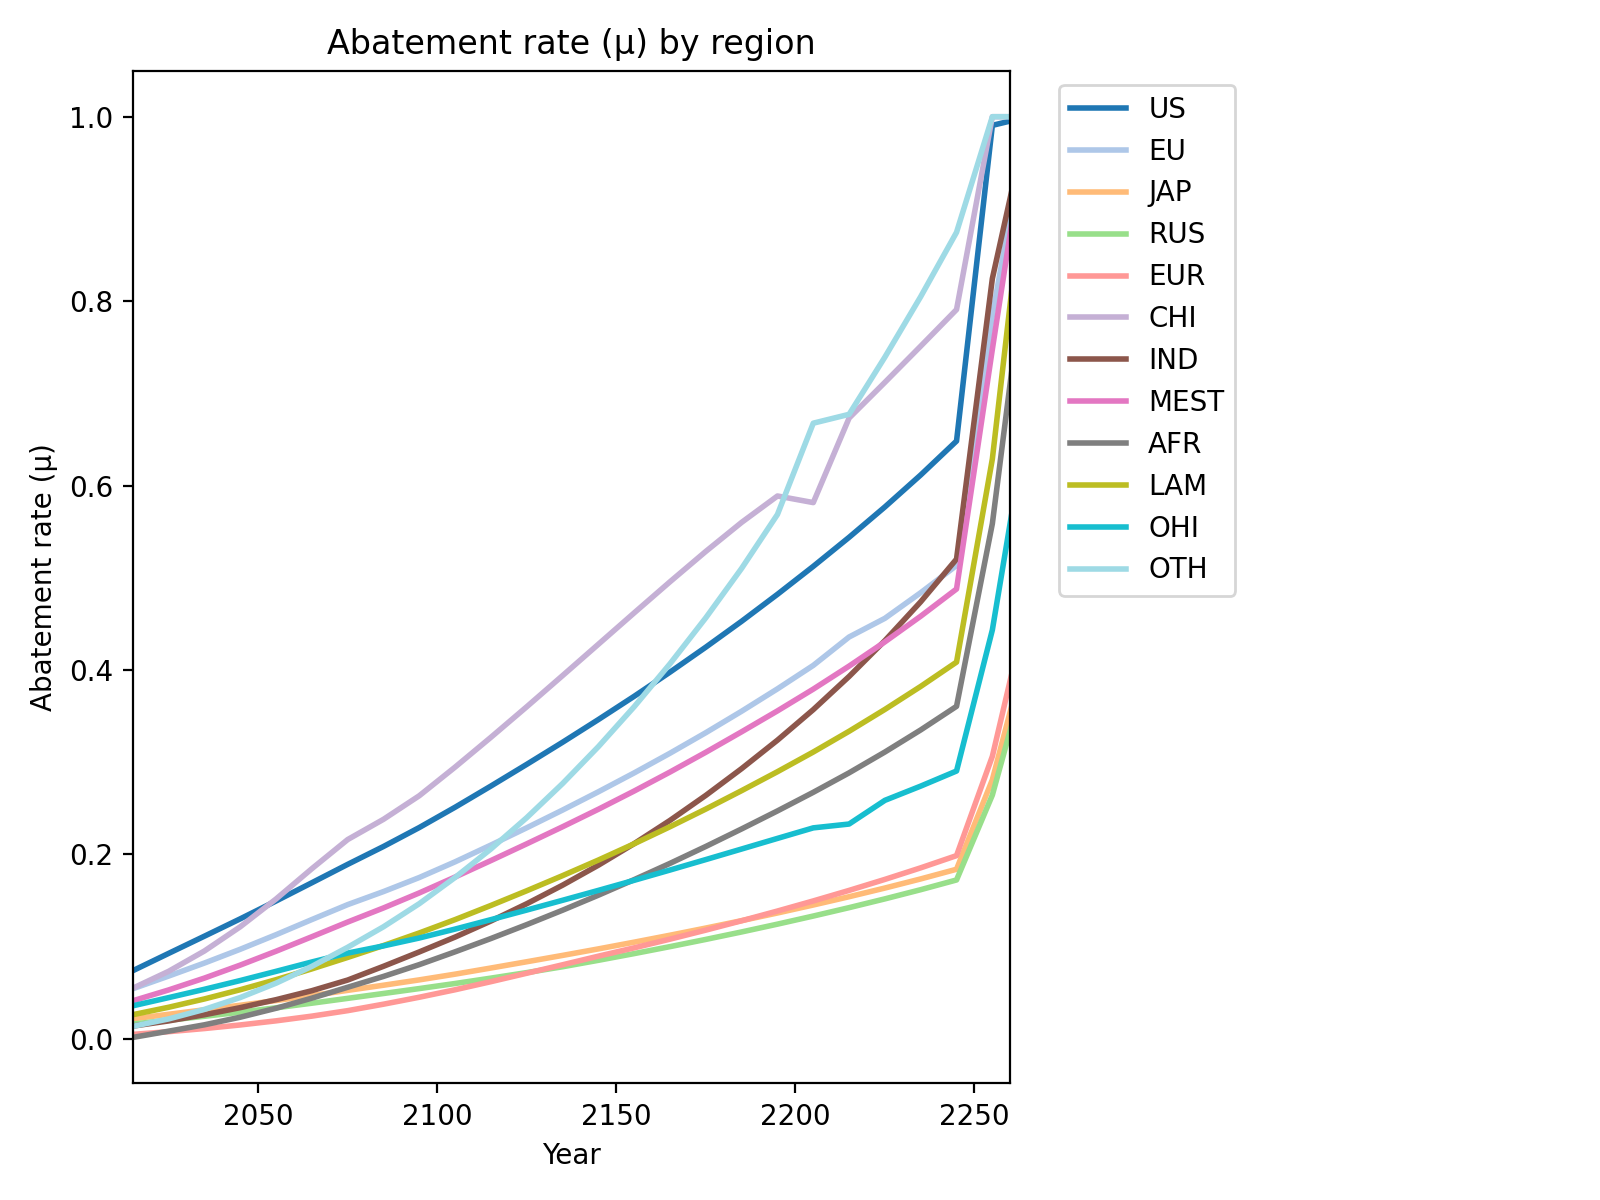 Abatement rate (μ) by region
Abatement rate (μ)
1.0
0.8
0.6
0.4
0.2
0.0
2050
2100
2150
2200
2250
Year
US
EU
JAP
RUS
EUR
CHI
IND
MEST
AFR
LAM
OHI
OTH